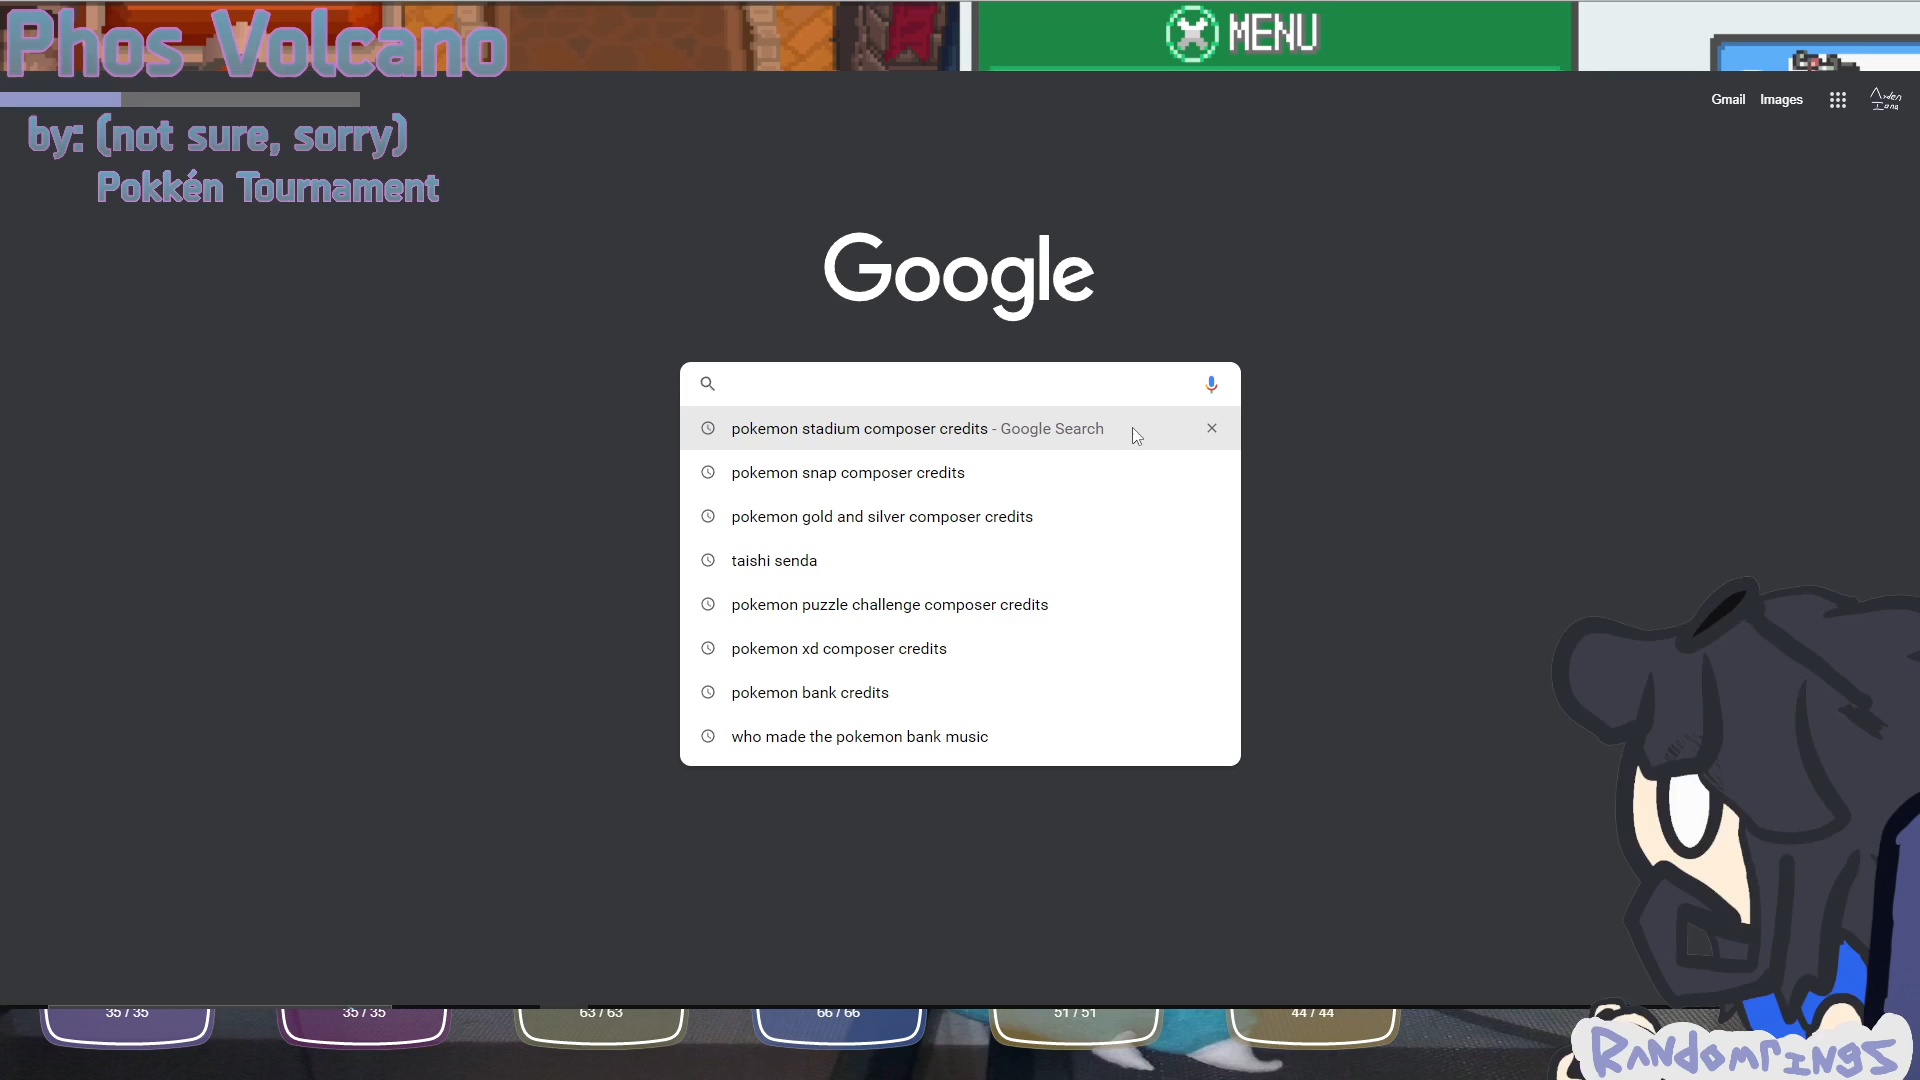 Phos Volcano
MENU
by: (not sure, sorry)
Pokkén Tournament
Gmail Images
Arden
Iona
Google
pokemon stadium composer credits - Google Search
pokemon snap composer credits
pokemon gold and silver composer credits
taishi senda
pokemon puzzle challenge composer credits
pokemon xd composer credits
pokemon bank credits
who made the pokemon bank music
35 / 35
35 / 35
63 / 63
66 / 66
51 / 51
44 / 44
RANdOmrINgS